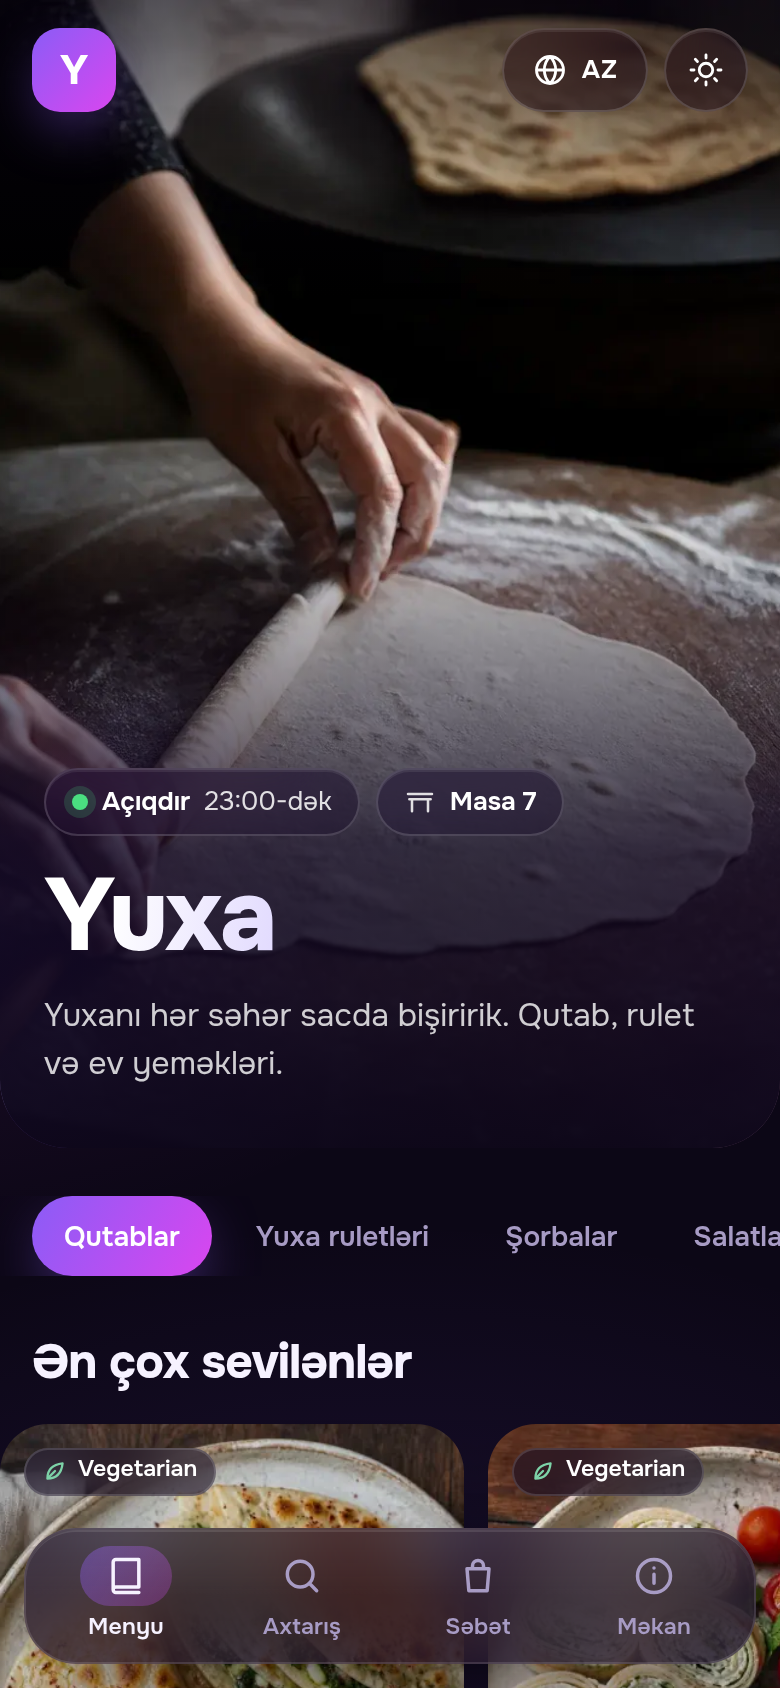 Y
AZ
Açıqdır 23:00-dək
Masa 7
Yuxa
Yuxanı hər səhər sacda bişiririk. Qutab, rulet
və ev yeməkləri.
Qutablar Yuxa ruletləri Şorbalar Salatla
Ən çox sevilənlər
Vegetarian Vegetarian
Menyu Axtarış Səbət Məkan